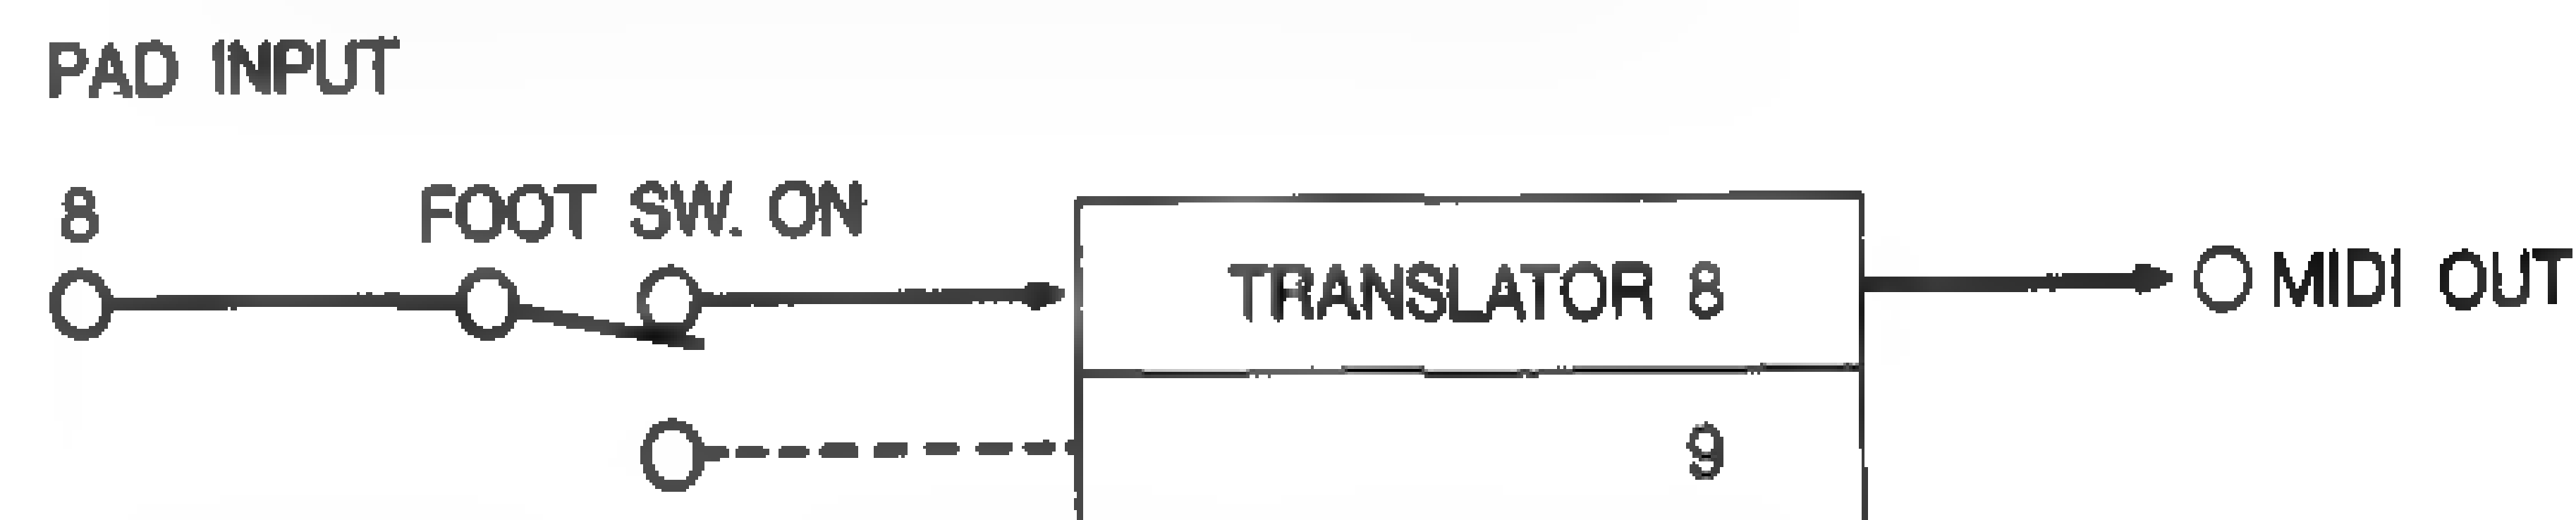 PAD INPUT
8
FOOT SW. ON
TRANSLATOR 8
MIDI OUT
9